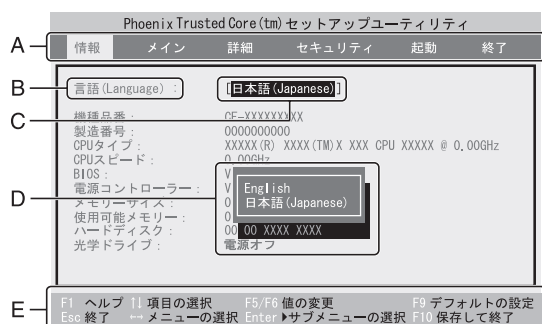 Phoenix Trusted Core(tm)セットアップユーティリティ
A
情報 メイン 詳細 セキュリティ 起動 終了
B
言語(Language) : [日本語(Japanese)]
C
機種品番 : CF-XXXXXXXX
製造番号 : 0000000000
CPUタイプ : XXXXX(R) XXXX(TM)X XXX CPU XXXXX @ 0.00GHz
CPUスピード : 0.00GHz
BIOS : V
電源コントローラー : V
D
English
日本語(Japanese)
メモリーサイズ : 0
使用可能メモリー : 0
ハードディスク : 00 00 XXXX XXXX
光学ドライブ : 電源オフ
E
F1 ヘルプ ↑↓ 項目の選択 F5/F6 値の変更 F9 デフォルトの設定
Esc 終了 ←→ メニューの選択 Enter ▶サブメニューの選択 F10 保存して終了